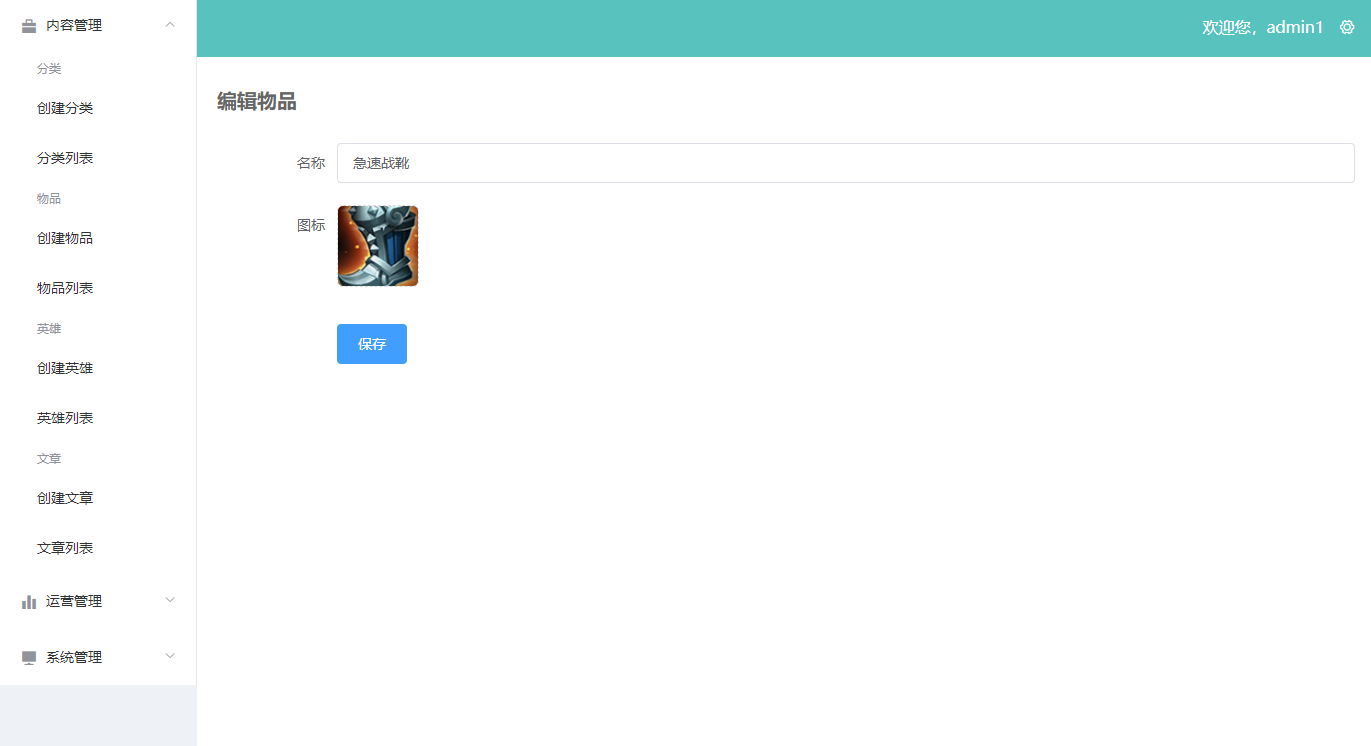 内容管理
分类
创建分类
分类列表
物品
创建物品
物品列表
英雄
创建英雄
英雄列表
文章
创建文章
文章列表
运营管理
系统管理
欢迎您，admin1
编辑物品
名称
急速战靴
图标
保存